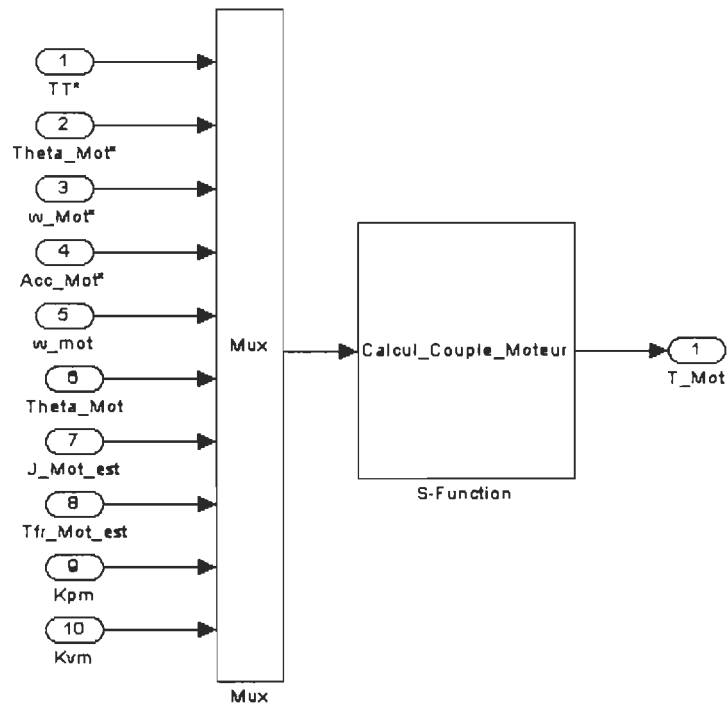 1
TT*
2
Theta_Mot*
3
w_Mot*
4
Acc_Mot*
5
w_mot
6
Theta_Mot
7
J_Mot_est
8
Tfr_Mot_est
9
Kpm
10
Kvm
Mux
Mux
Calcul_Couple_Moteur
S-Function
1
T_Mot